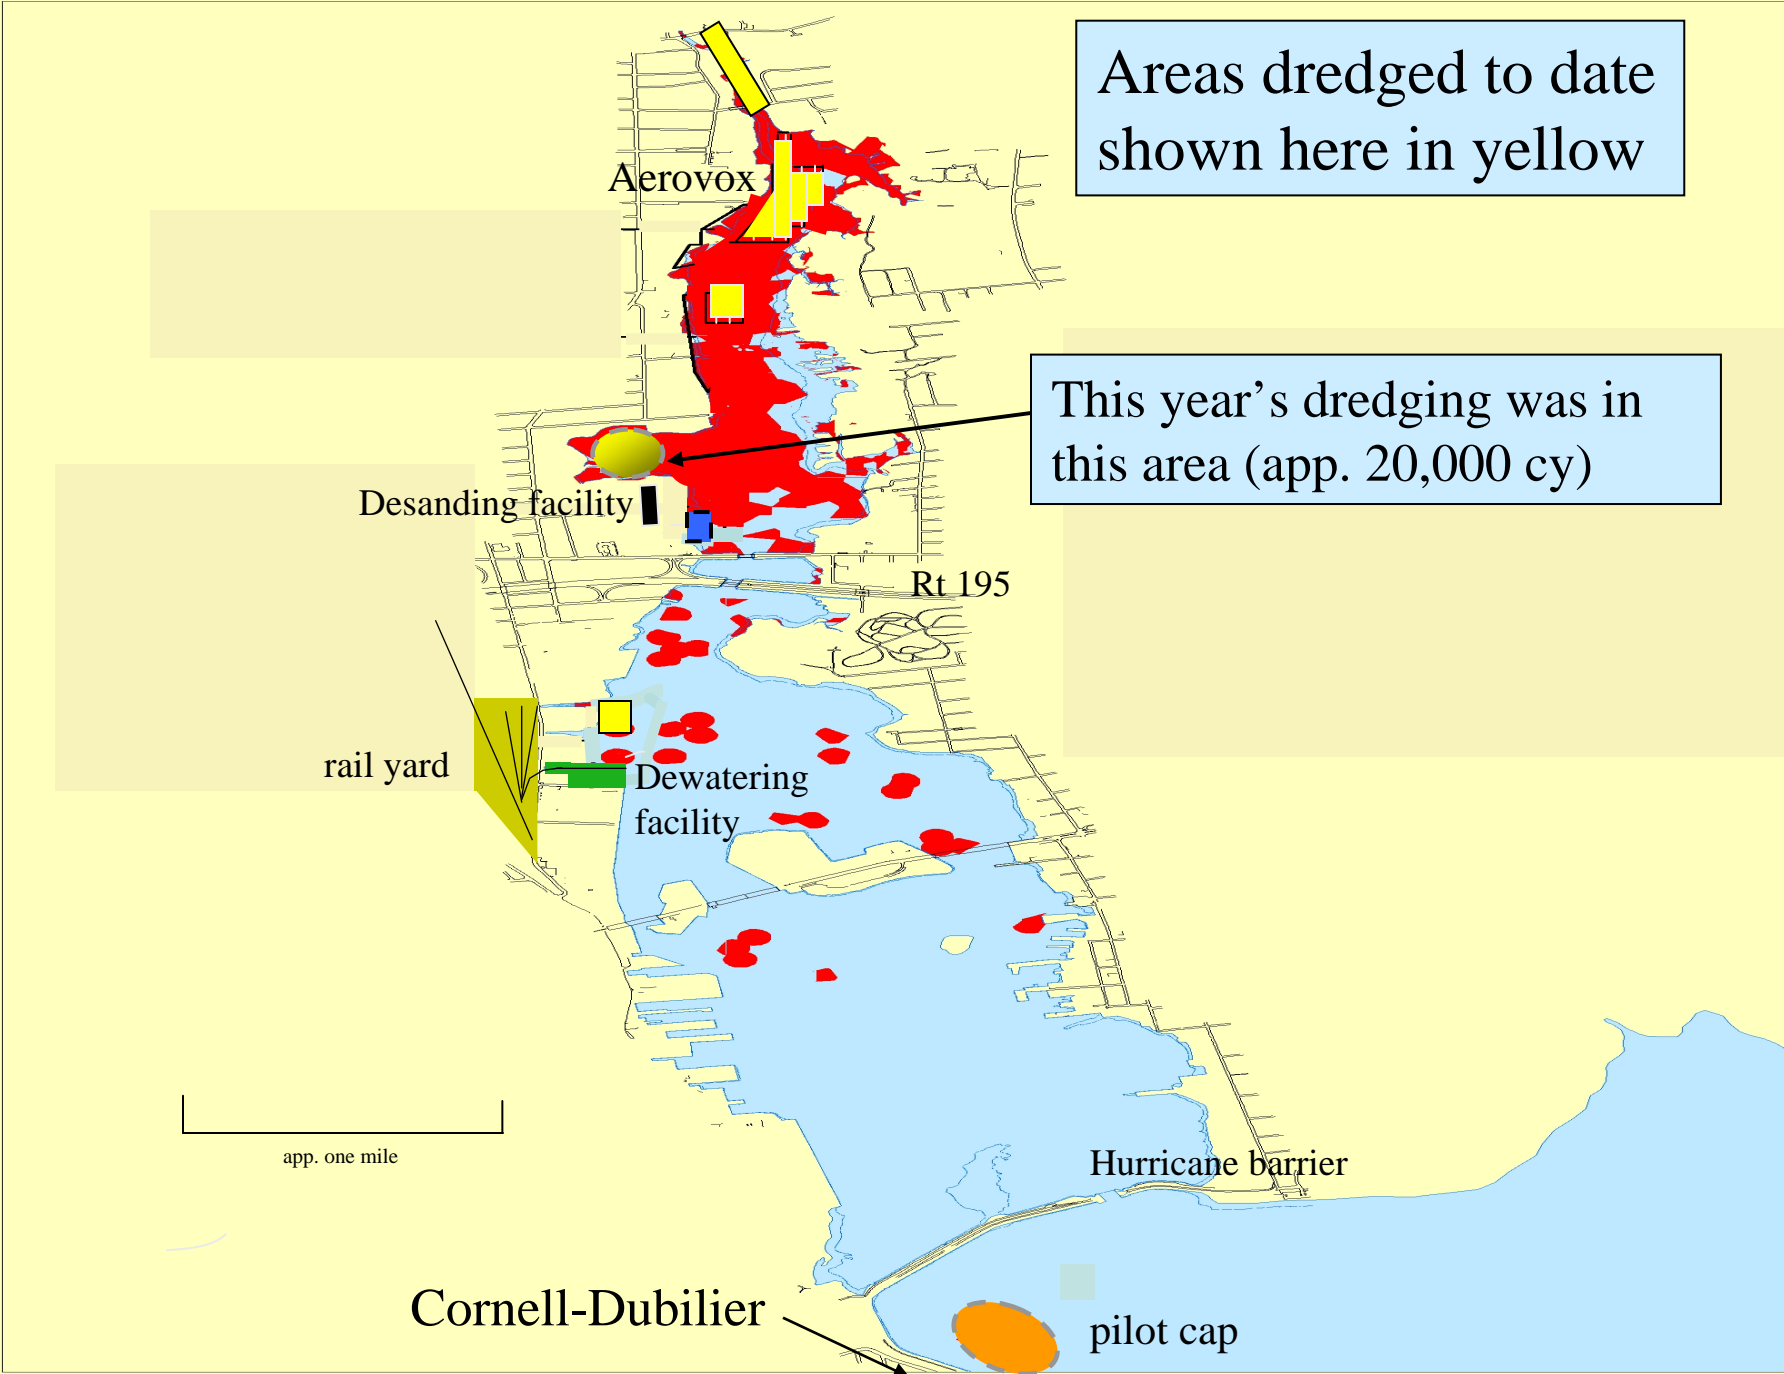 Areas dredged to date
shown here in yellow
Aerovox
This year’s dredging was in
this area (app. 20,000 cy)
Desanding facility
Rt 195
rail yard
Dewatering
facility
app. one mile
Hurricane barrier
Cornell-Dubilier
pilot cap